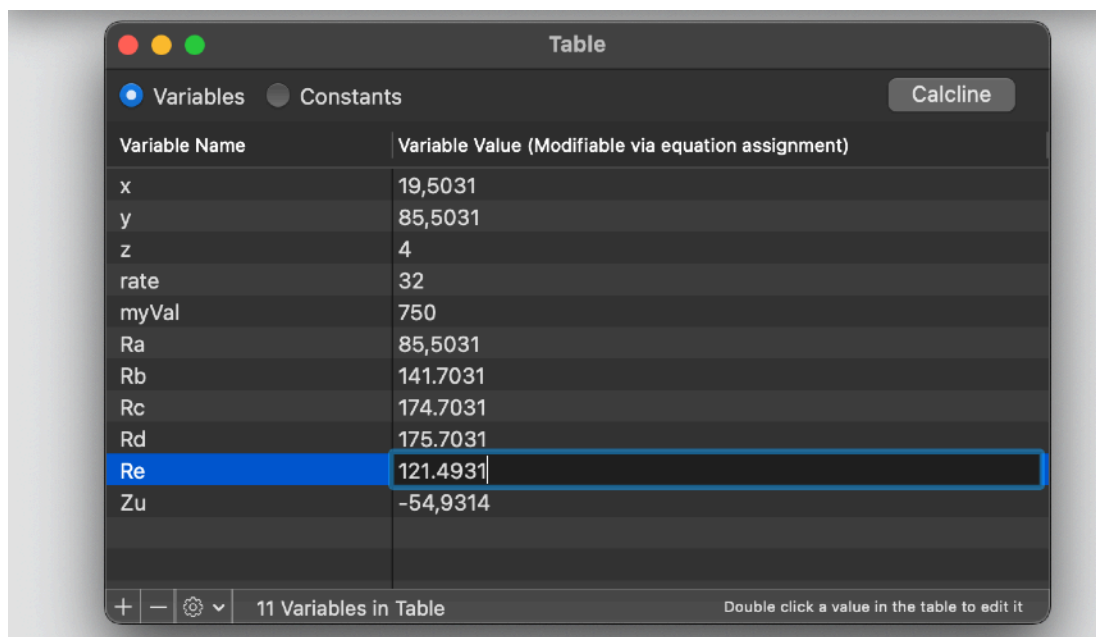 Table
Variables Constants Calcline
Variable Name Variable Value (Modifiable via equation assignment)
x 19,5031
y 85,5031
z 4
rate 32
myVal 750
Ra 85,5031
Rb 141.7031
Rc 174.7031
Rd 175.7031
Re 121.4931
Zu -54,9314
11 Variables in Table Double click a value in the table to edit it